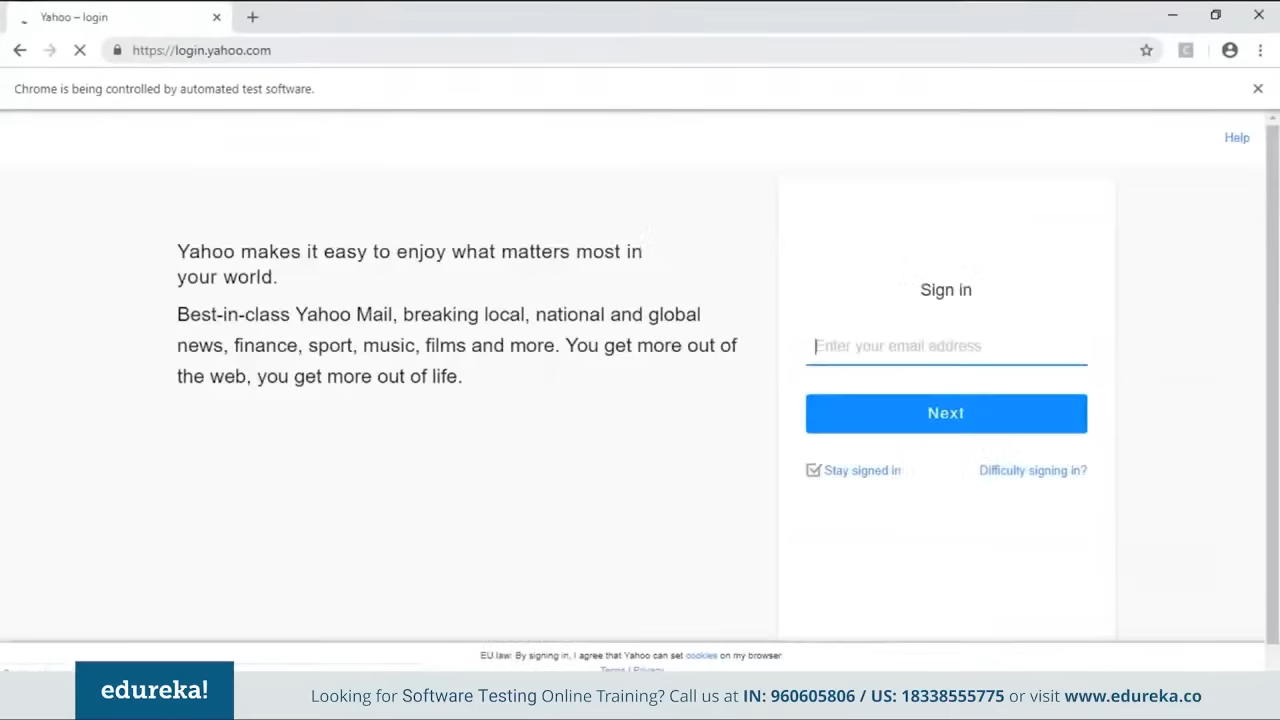 Yahoo – login
https://login.yahoo.com
Chrome is being controlled by automated test software.
Help
Yahoo makes it easy to enjoy what matters most in
your world.
Best-in-class Yahoo Mail, breaking local, national and global
news, finance, sport, music, films and more. You get more out of
the web, you get more out of life.
Sign in
Enter your email address
Next
Stay signed in
Difficulty signing in?
EU law: By signing in, I agree that Yahoo can set cookies on my browser
Terms | Privacy
edureka!
Looking for Software Testing Online Training? Call us at IN: 960605806 / US: 18338555775 or visit www.edureka.co